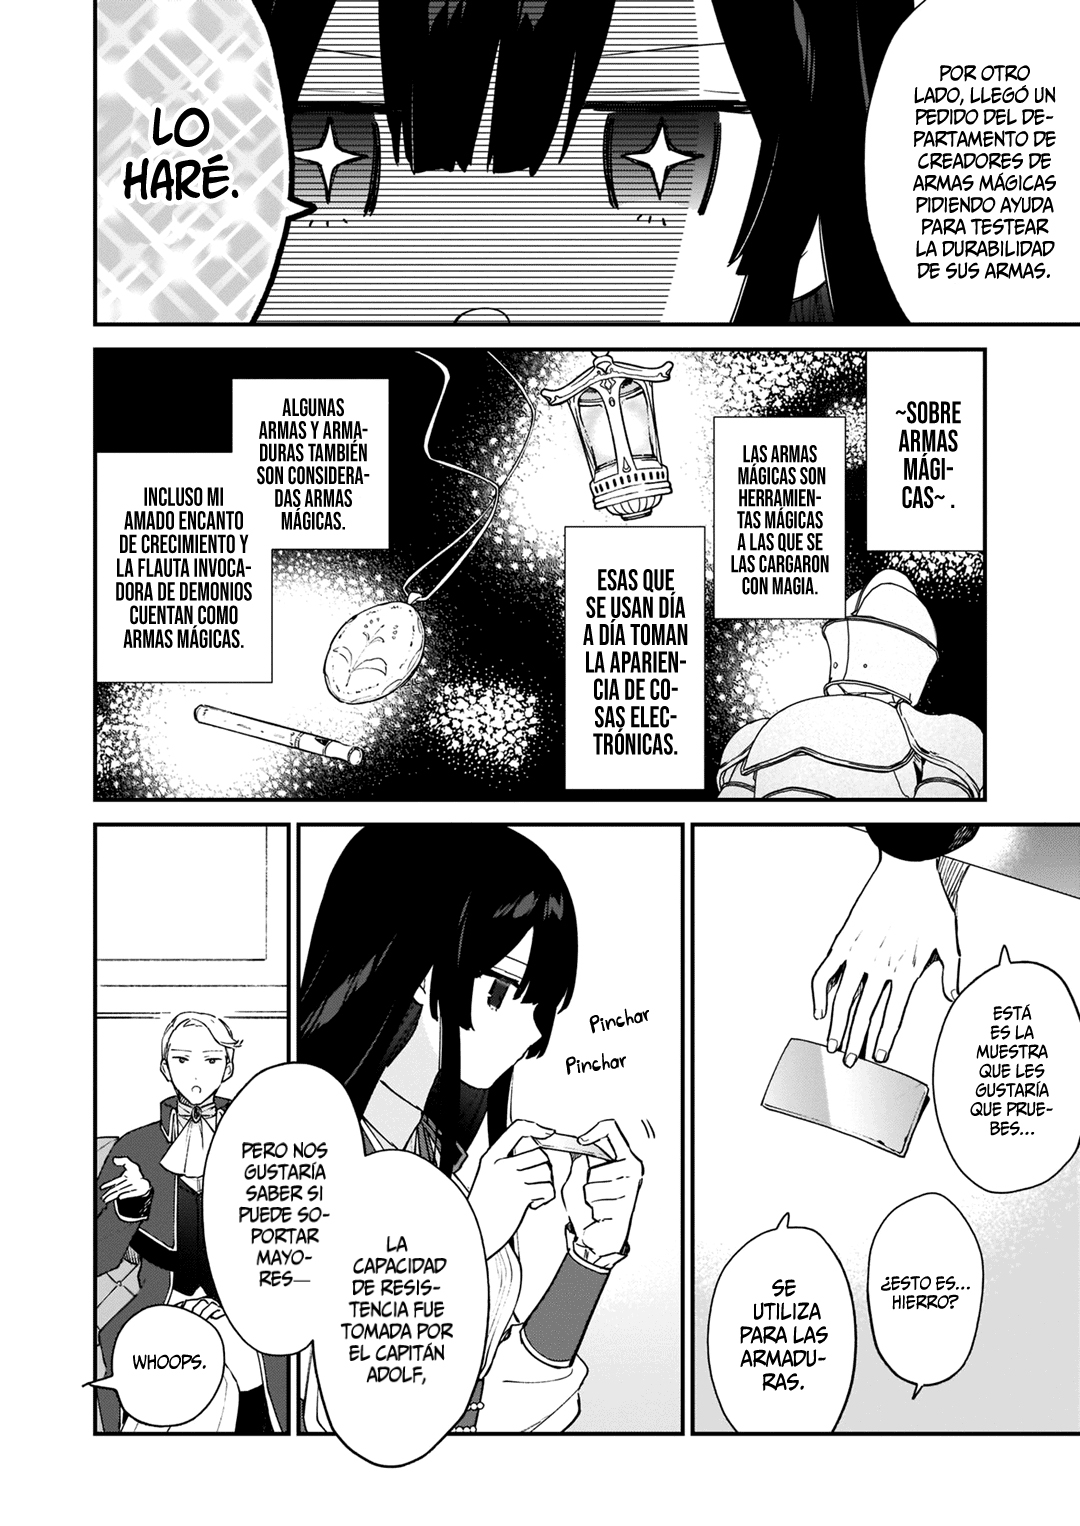 POR OTRO
LADO, LLEGÓ UN
PEDIDO DEL DE-
PARTAMENTO DE
CREADORES DE
ARMAS MÁGICAS
PIDIENDO AYUDA
PARA TESTEAR
LA DURABILIDAD
DE SUS ARMAS.
LO
HARÉ.
~SOBRE
ARMAS
MÁGI-
CAS~ .
LAS ARMAS
MÁGICAS SON
HERRAMIEN-
TAS MÁGICAS
A LAS QUE SE
LAS CARGARON
CON MAGIA.
ESAS QUE
SE USAN DÍA
A DÍA TOMAN
LA APARIEN-
CIA DE CO-
SAS ELEC-
TRÓNICAS.
ALGUNAS
ARMAS Y ARMA-
DURAS TAMBIÉN
SON CONSIDERA-
DAS ARMAS
MÁGICAS.
INCLUSO MI
AMADO ENCANTO
DE CRECIMIENTO Y
LA FLAUTA INVOCA-
DORA DE DEMONIOS
CUENTAN COMO
ARMAS MÁGICAS.
ESTÁ
ES LA
MUESTRA
QUE LES
GUSTARÍA
QUE PRUE-
BES...
¿ESTO ES...
HIERRO?
SE
UTILIZA
PARA LAS
ARMADU-
RAS.
Pinchar
Pinchar
LA
CAPACIDAD
DE RESIS-
TENCIA FUE
TOMADA POR
EL CAPITÁN
ADOLF,
PERO NOS
GUSTARÍA
SABER SI
PUEDE SO-
PORTAR
MAYO-
RES—
WHOOPS.